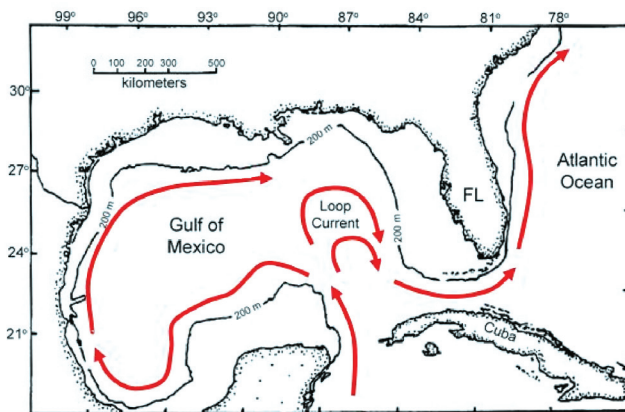 99° 96° 93° 90° 87° 84° 81° 78°
0 100 200 300 500
kilometers
30°
200 m
27°
Atlantic
Ocean
FL
Loop
Current
200 m
Gulf of
Mexico
200 m
24°
200 m
21°
Cuba